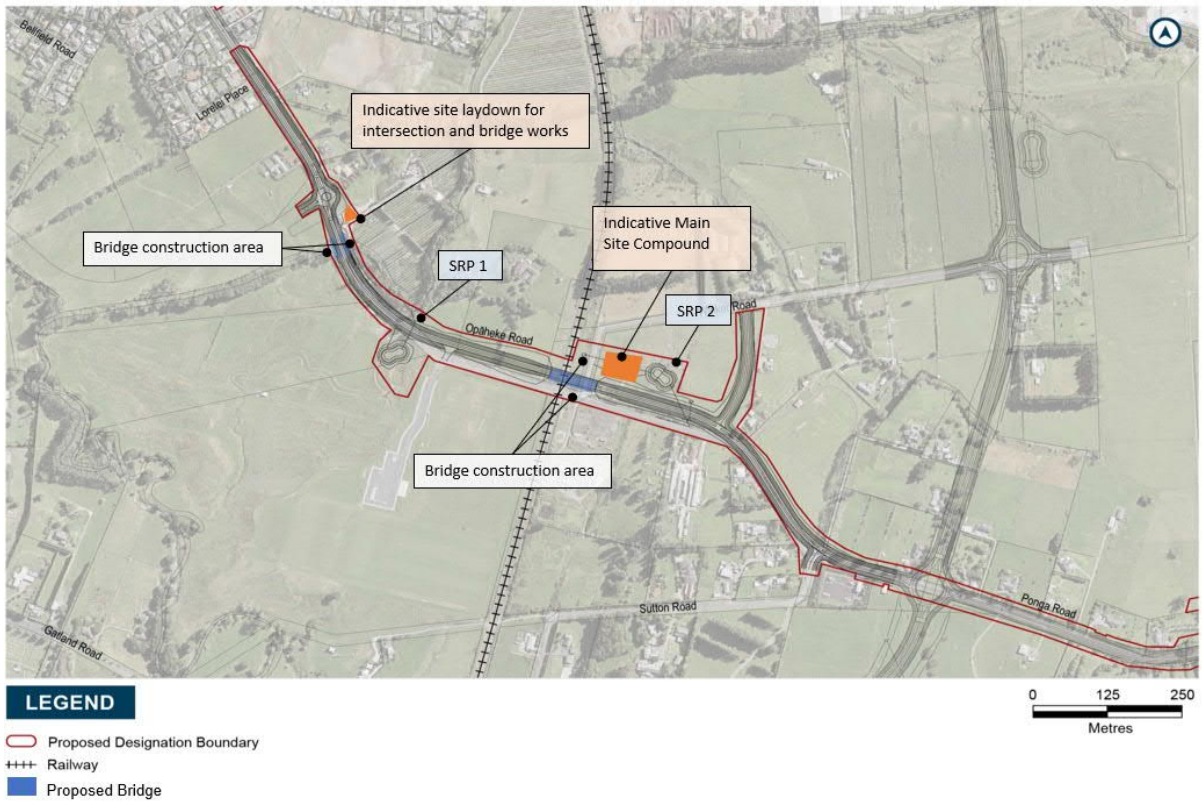 Bellfield Road
Lorelei Place
Indicative site laydown for
intersection and bridge works
Indicative Main
Site Compound
Bridge construction area
SRP 1
SRP 2
Road
Opāheke Road
Bridge construction area
Sutton Road
Ponga Road
Gatland Road
LEGEND
Proposed Designation Boundary
Railway
Proposed Bridge
0 125 250
Metres